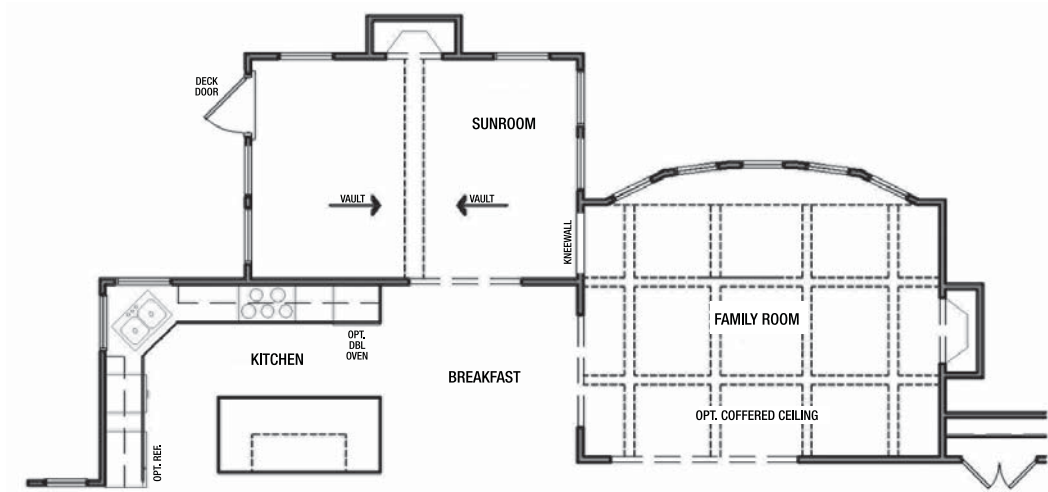 DECK
DOOR
SUNROOM
VAULT
VAULT
KNEEWALL
FAMILY ROOM
OPT.
DBL
OVEN
KITCHEN
BREAKFAST
OPT. COFFERED CEILING
OPT. REF.